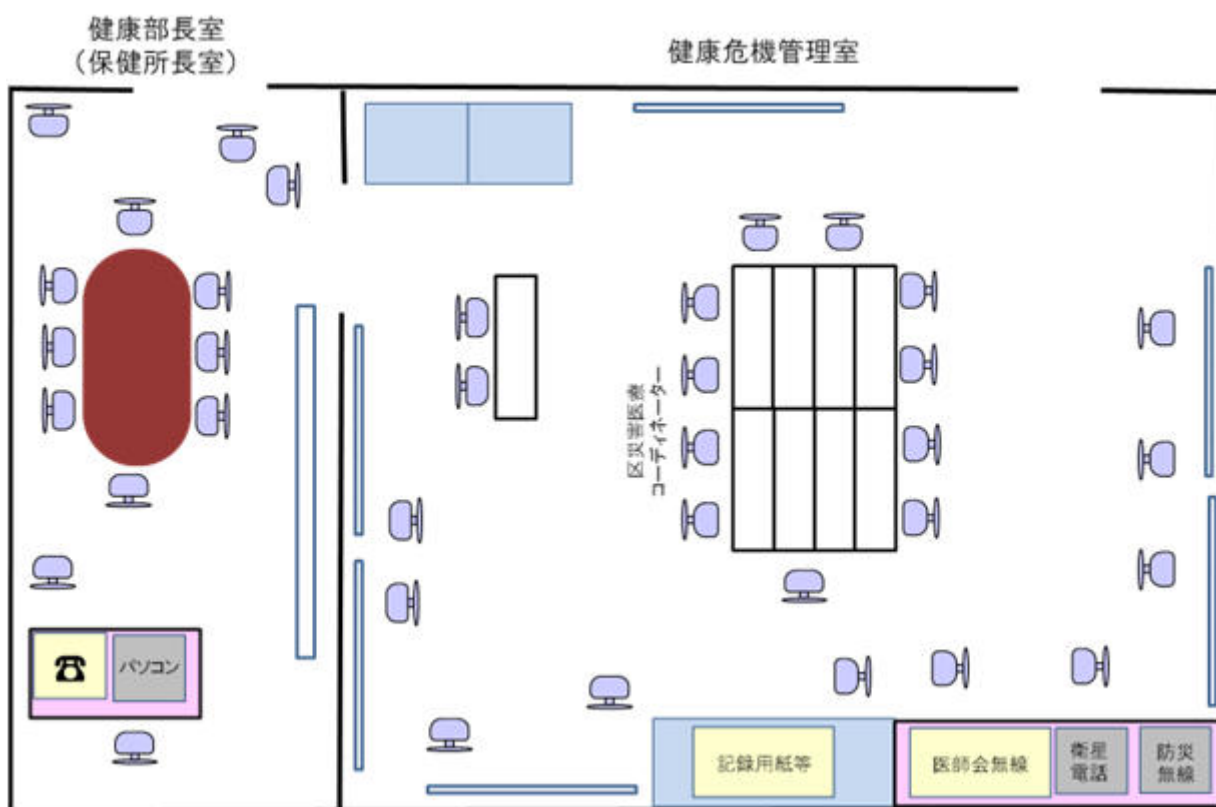 健康部長室
（保健所長室）
健康危機管理室
区災害医療
コーディネーター
パソコン
記録用紙等
医師会無線
衛星
電話
防災
無線